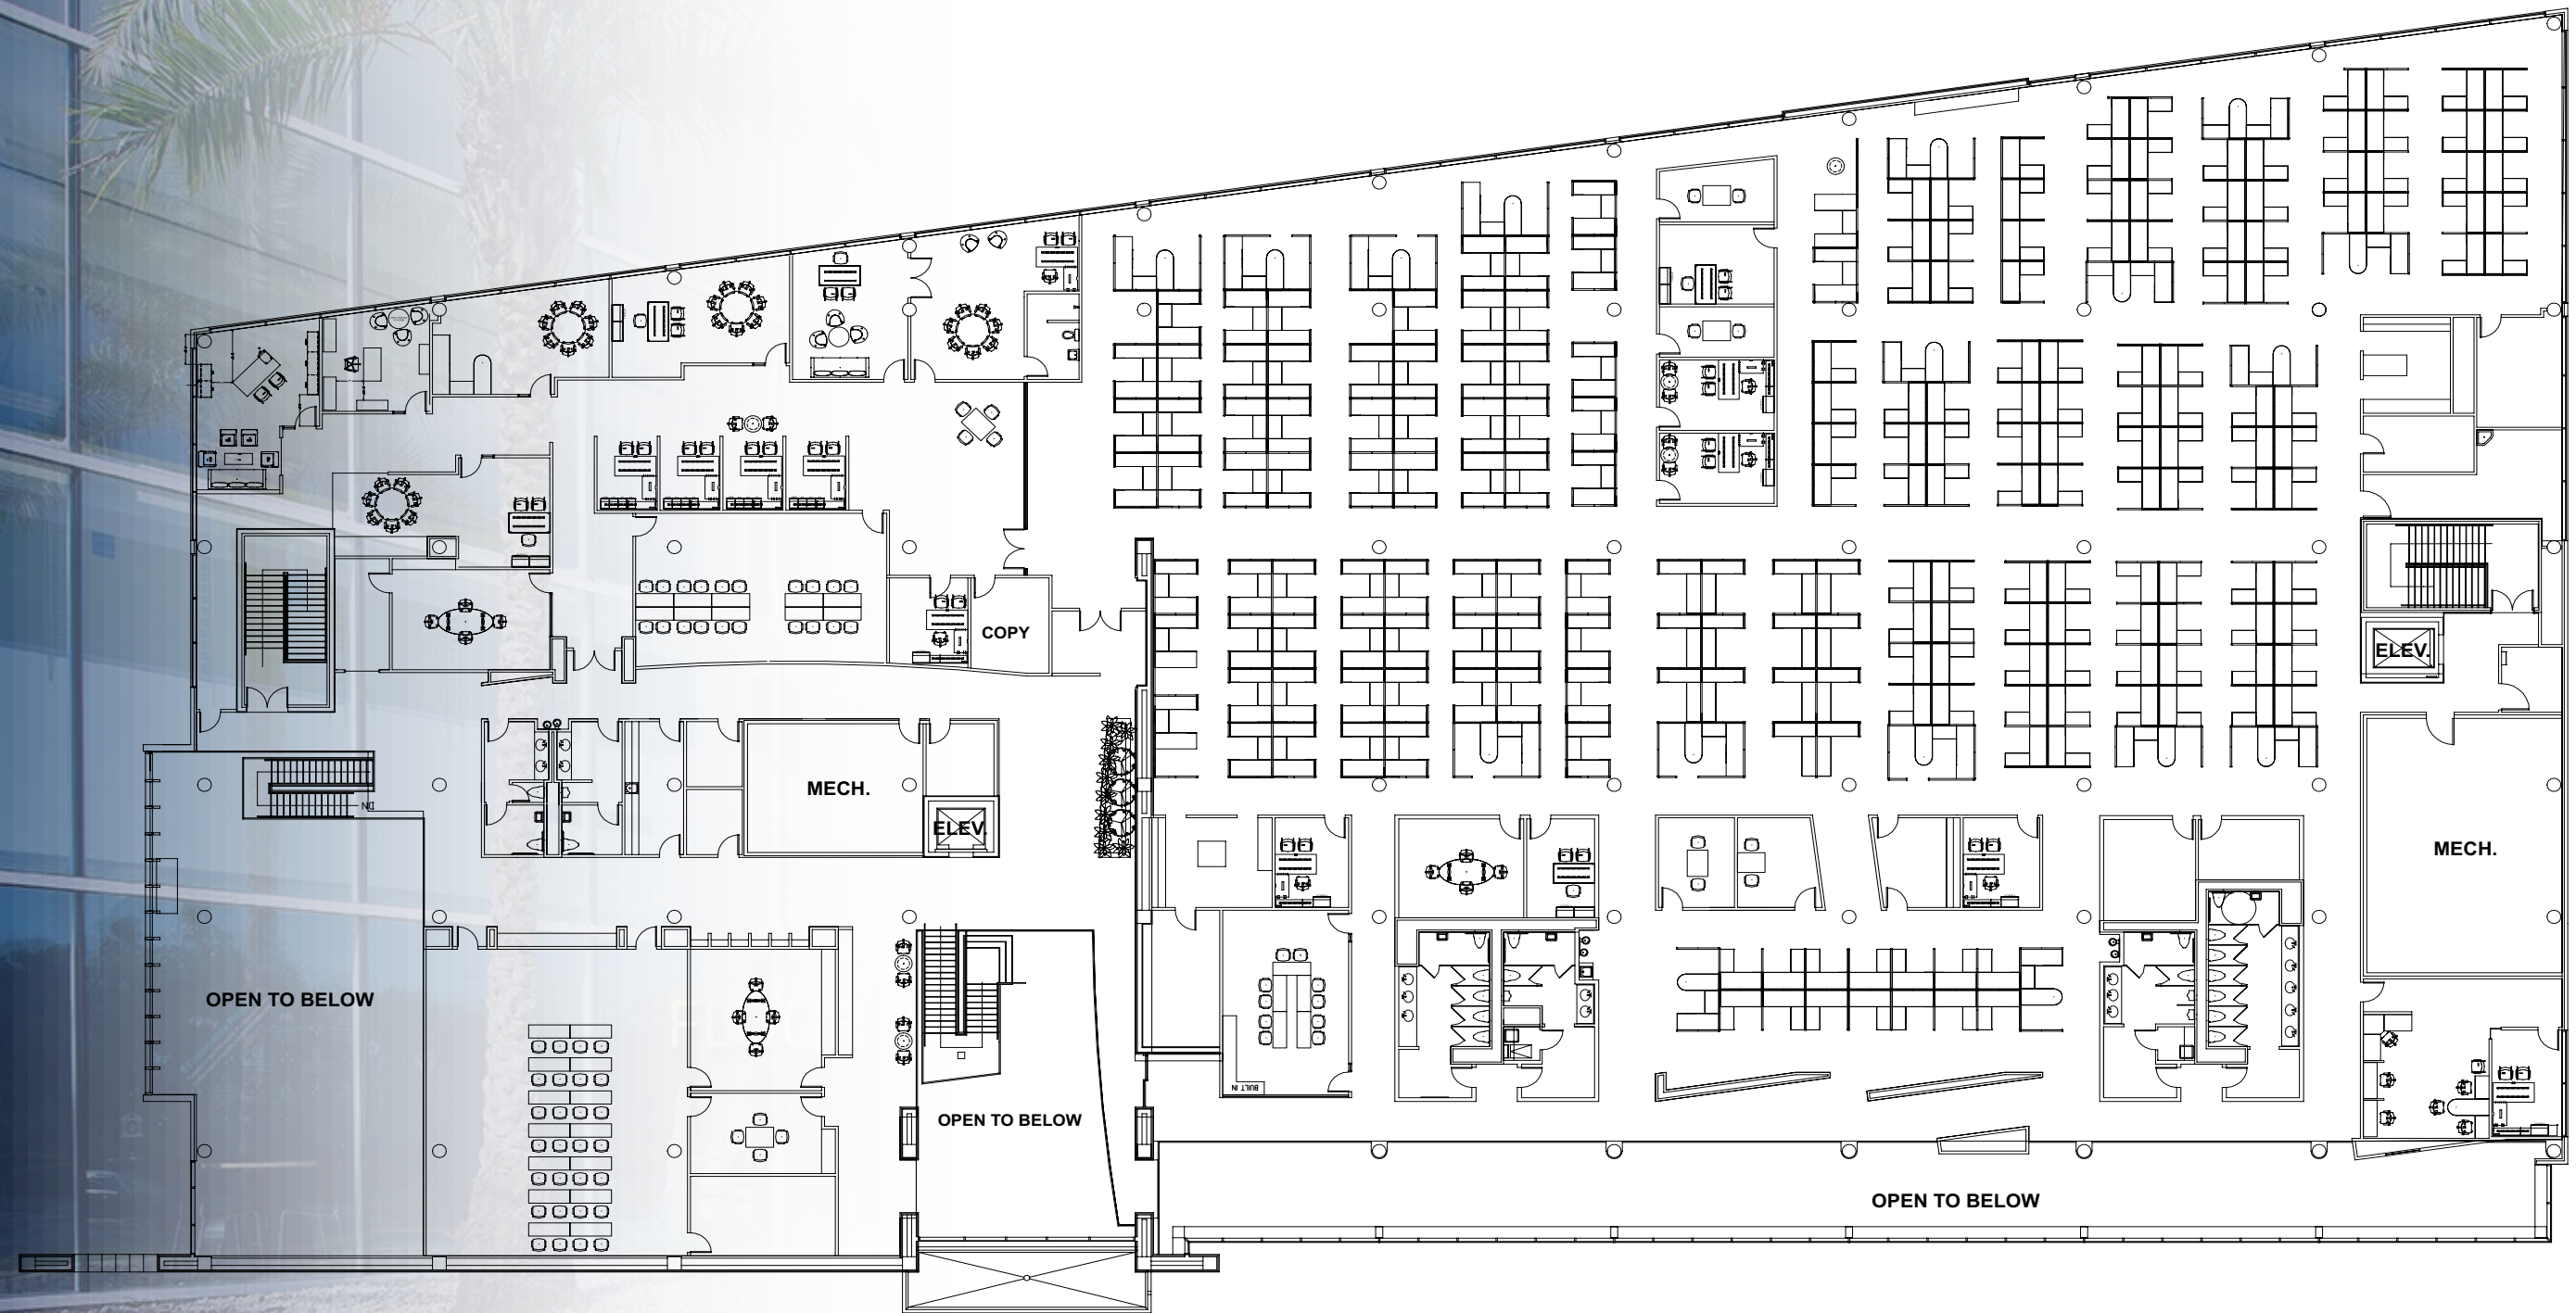 COPY
ELEV.
MECH.
ELEV.
DN
MECH.
OPEN TO BELOW
BUILT IN
OPEN TO BELOW
OPEN TO BELOW